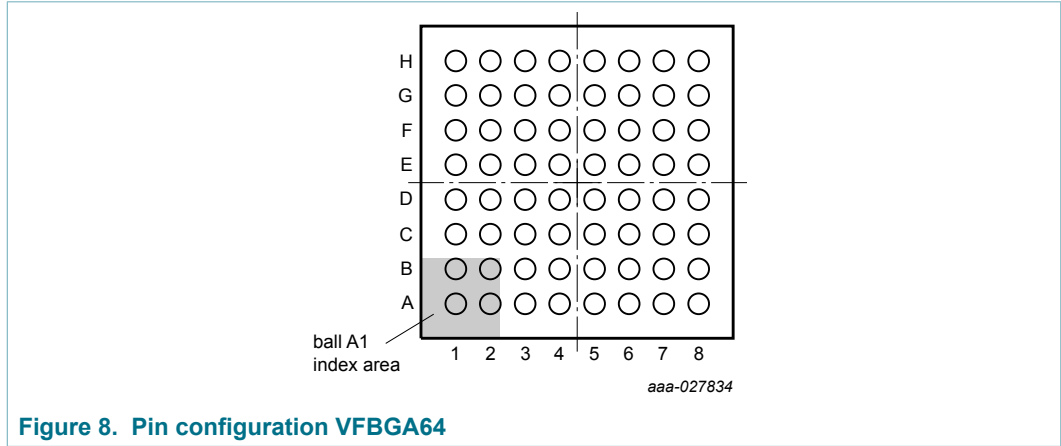 H
G
F
E
D
C
B
A
ball A1
index area
1 2 3 4 5 6 7 8
aaa-027834
Figure 8. Pin configuration VFBGA64